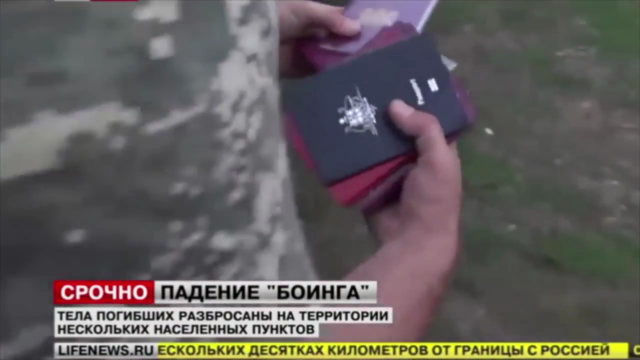 СРОЧНО ПАДЕНИЕ "БОИНГА"
ТЕЛА ПОГИБШИХ РАЗБРОСАНЫ НА ТЕРРИТОРИИ
НЕСКОЛЬКИХ НАСЕЛЕННЫХ ПУНКТОВ
LIFENEWS.RU ЕСКОЛЬКИХ ДЕСЯТКАХ КИЛОМЕТРОВ ОТ ГРАНИЦЫ С РОССИЕЙ